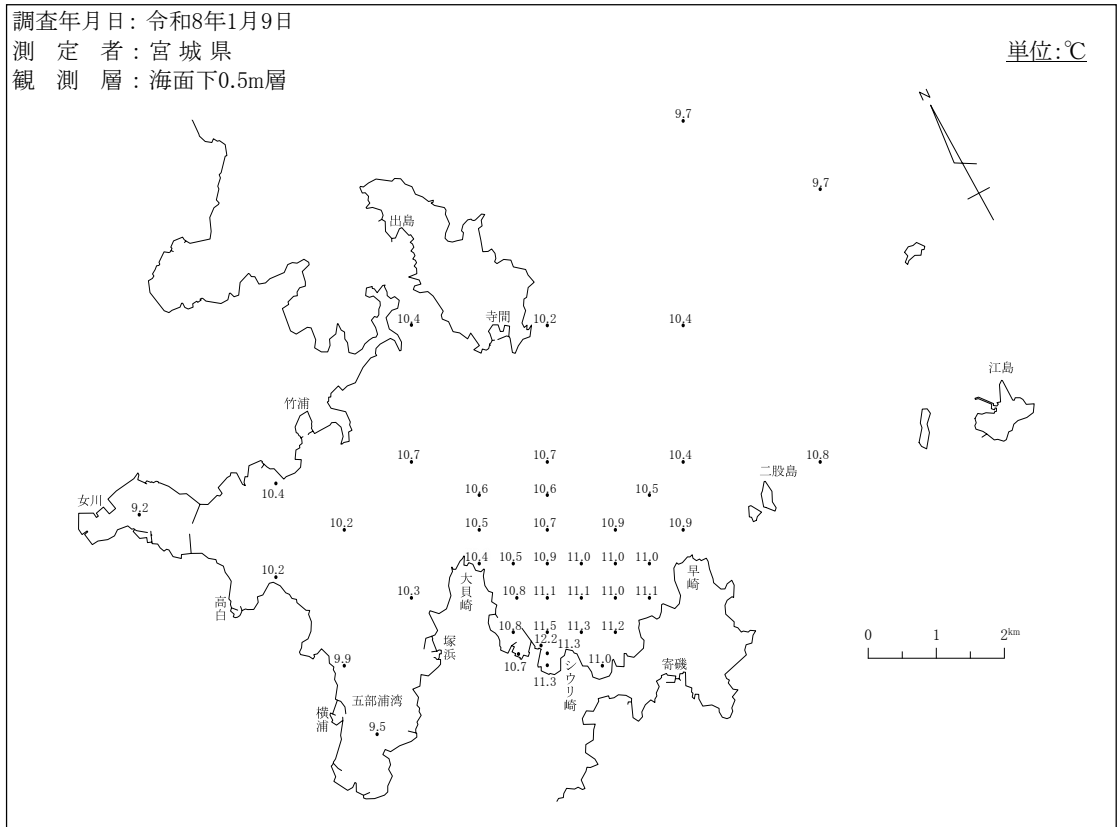 調査年月日：令和8年1月9日
測　定　者：宮 城 県
観　測　層：海面下0.5m層
単位：℃
N
9.7
9.7
出島
寺間
10.4
10.2
10.4
江島
竹浦
10.7
10.7
10.4
10.8
二股島
女川
9.2
10.4
10.6
10.6
10.5
10.2
10.5
10.7
10.9
10.9
10.4
10.5
10.9
11.0
11.0
11.0
早崎
10.2
高白
10.3
大貝崎
10.8
11.1
11.1
11.0
11.1
塚浜
10.8
11.5
11.3
11.2
12.2
11.3
10.7
11.3
シウリ崎
11.0
寄磯
0 1 2km
9.9
五部浦湾
横浦
9.5